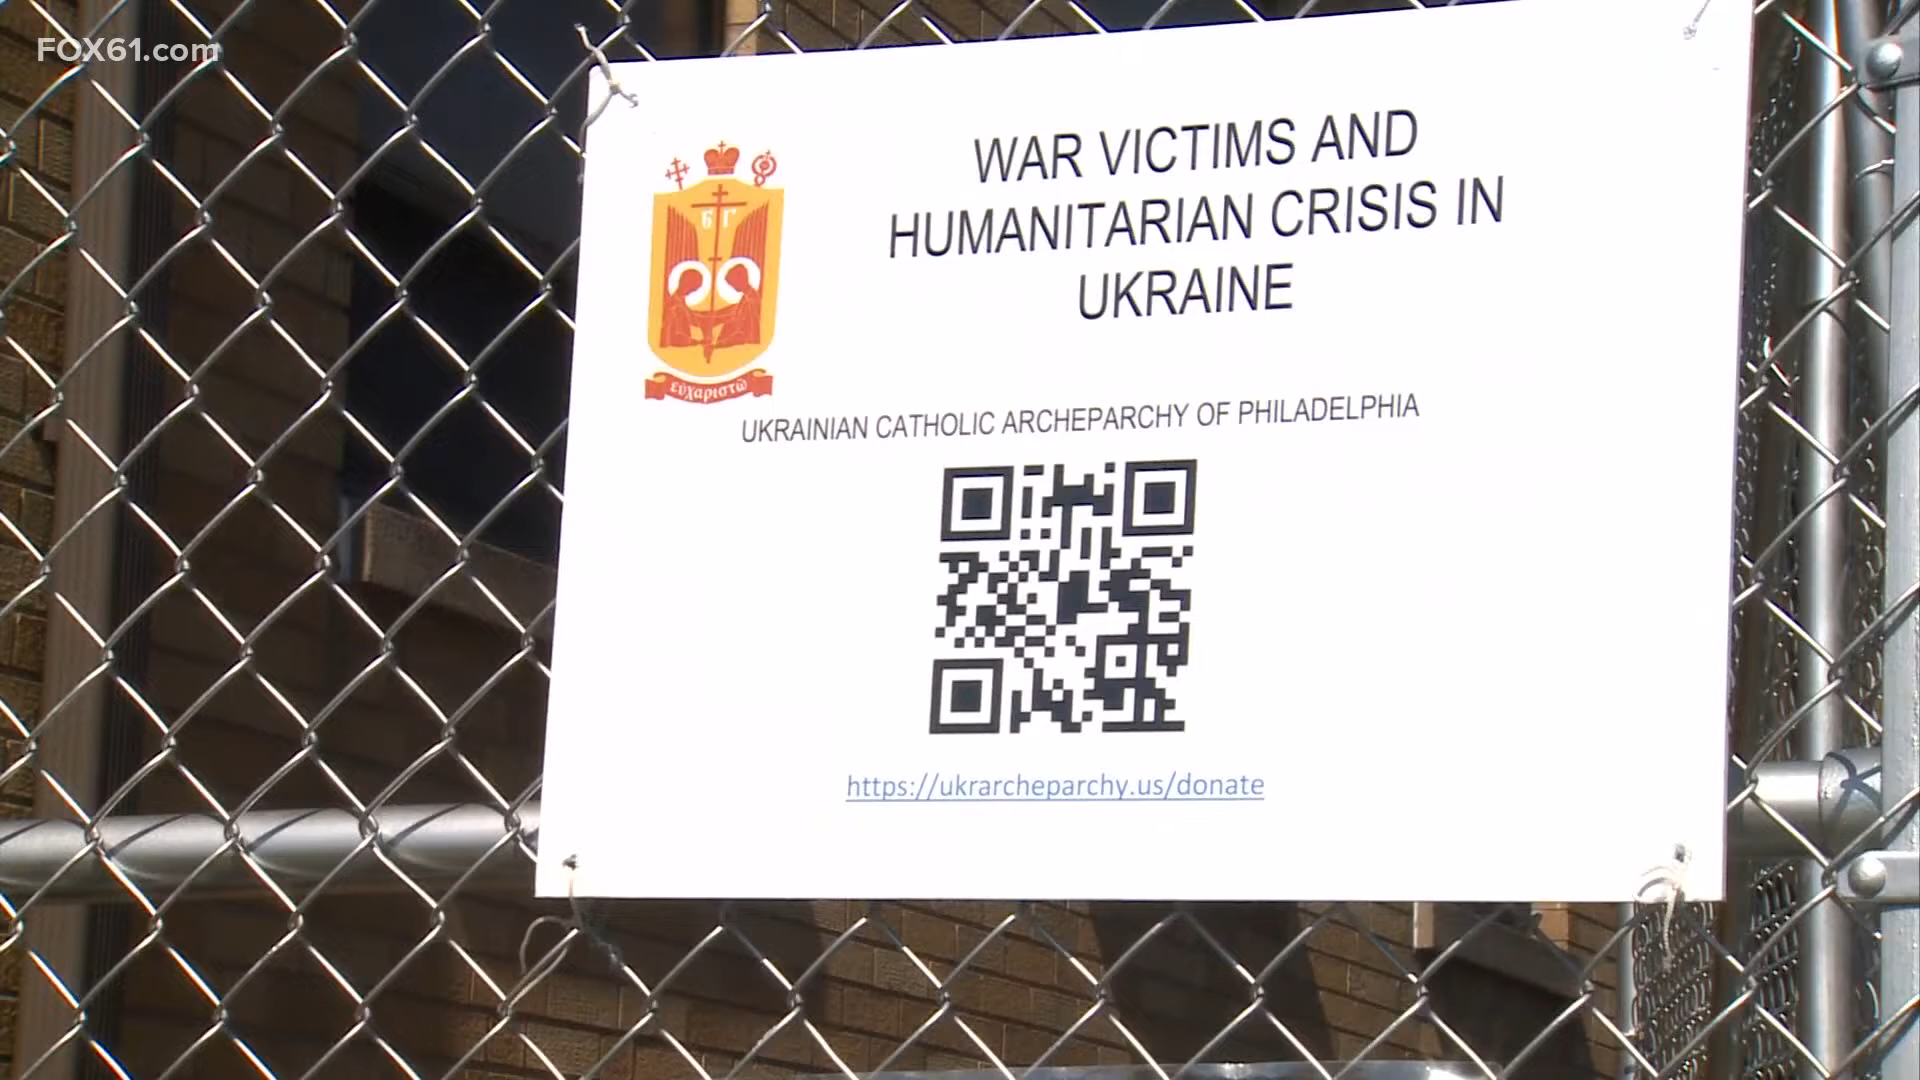 FOX61.com
WAR VICTIMS AND
HUMANITARIAN CRISIS IN
UKRAINE
Б Г
εὐχαριστῶ
UKRAINIAN CATHOLIC ARCHEPARCHY OF PHILADELPHIA
https://ukrarcheparchy.us/donate